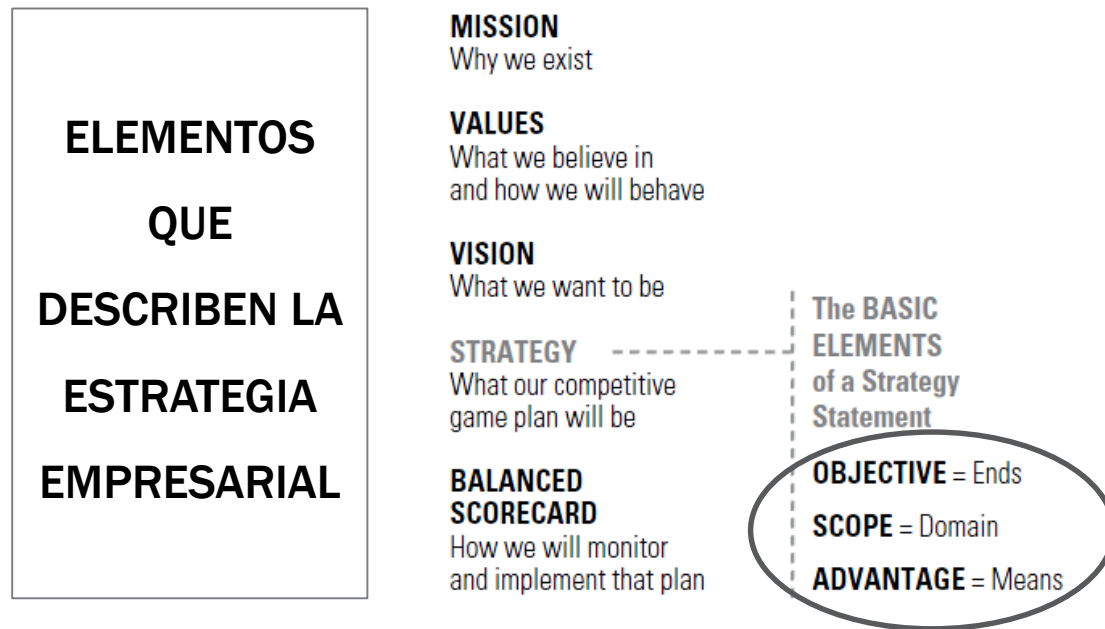 ELEMENTOS
QUE
DESCRIBEN LA
ESTRATEGIA
EMPRESARIAL
MISSION
Why we exist
VALUES
What we believe in
and how we will behave
VISION
What we want to be
STRATEGY
What our competitive
game plan will be
BALANCED
SCORECARD
How we will monitor
and implement that plan
The BASIC
ELEMENTS
of a Strategy
Statement
OBJECTIVE = Ends
SCOPE = Domain
ADVANTAGE = Means